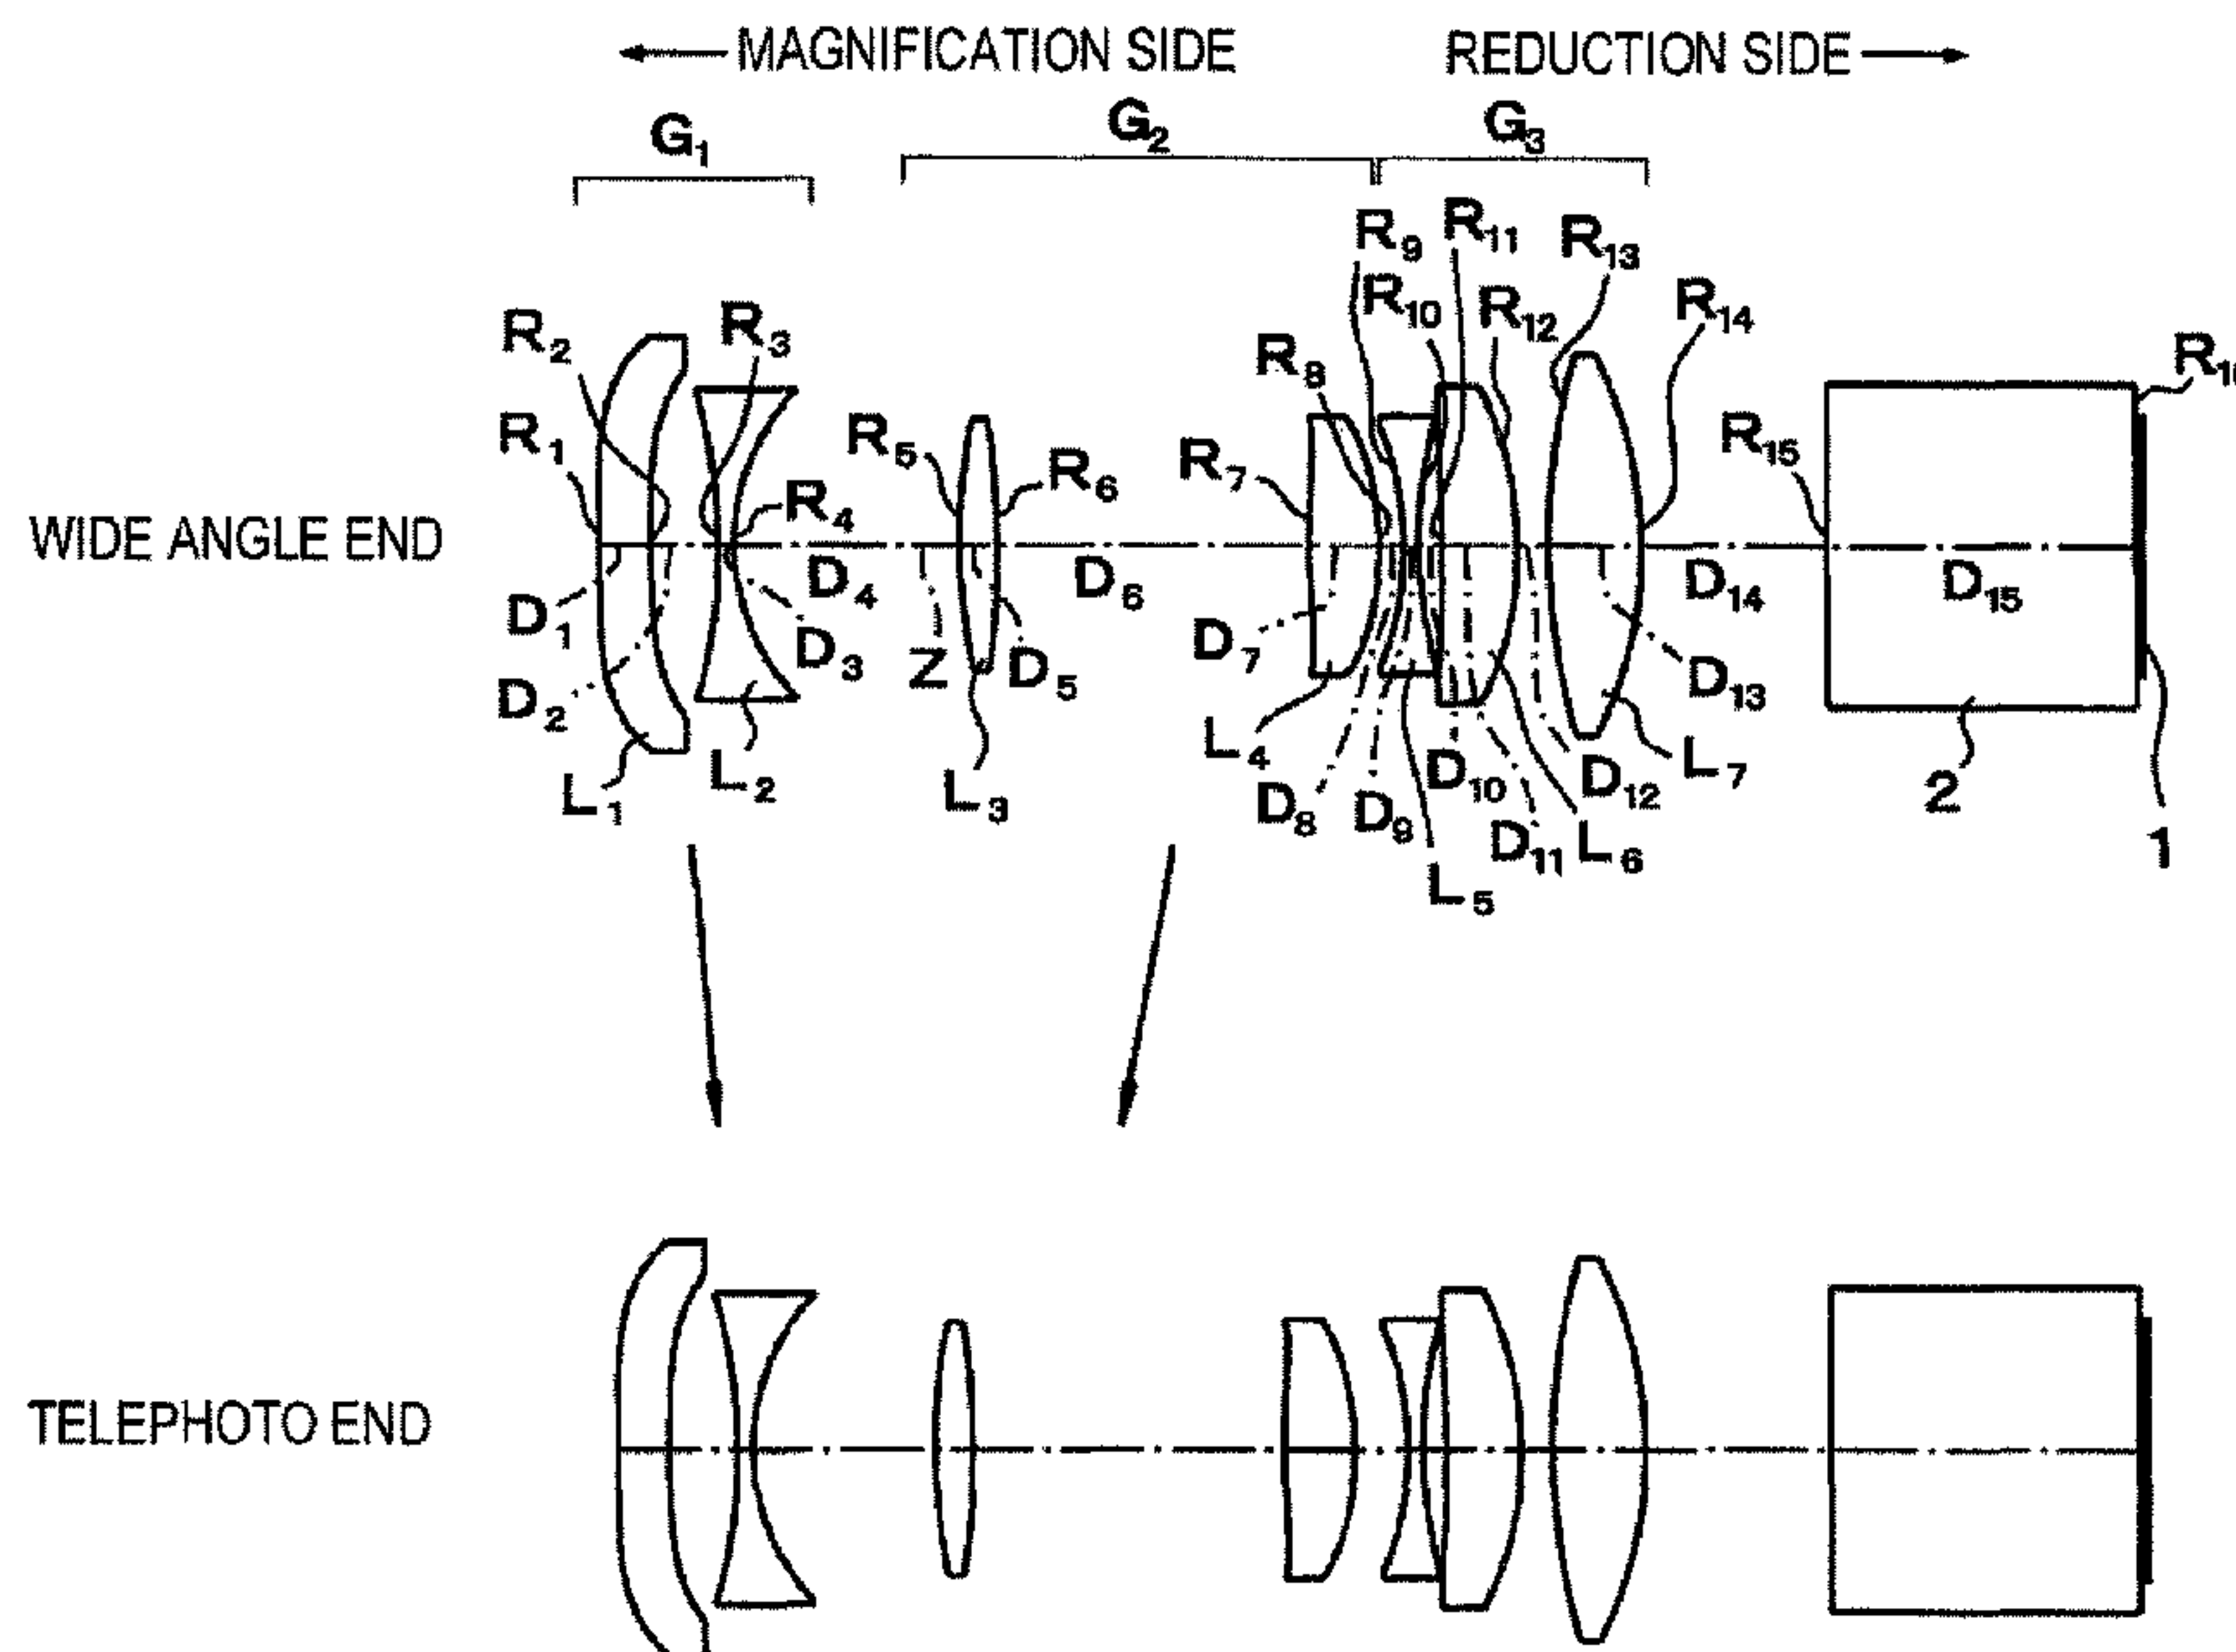 MAGNIFICATION SIDE REDUCTION SIDE
G1 G2 G3
R9 R11 R13
R10 R12 R14
R2 R3 R8 R16
R1 R5 R6 R7 R15
R4
WIDE ANGLE END
D1 D4 D6 D14 D15
D2 D3 Z D5 D7 D13
L1 L2 L3 L4 D8 D9 D10 D12 L7 2
D11 L6 1
L5
TELEPHOTO END